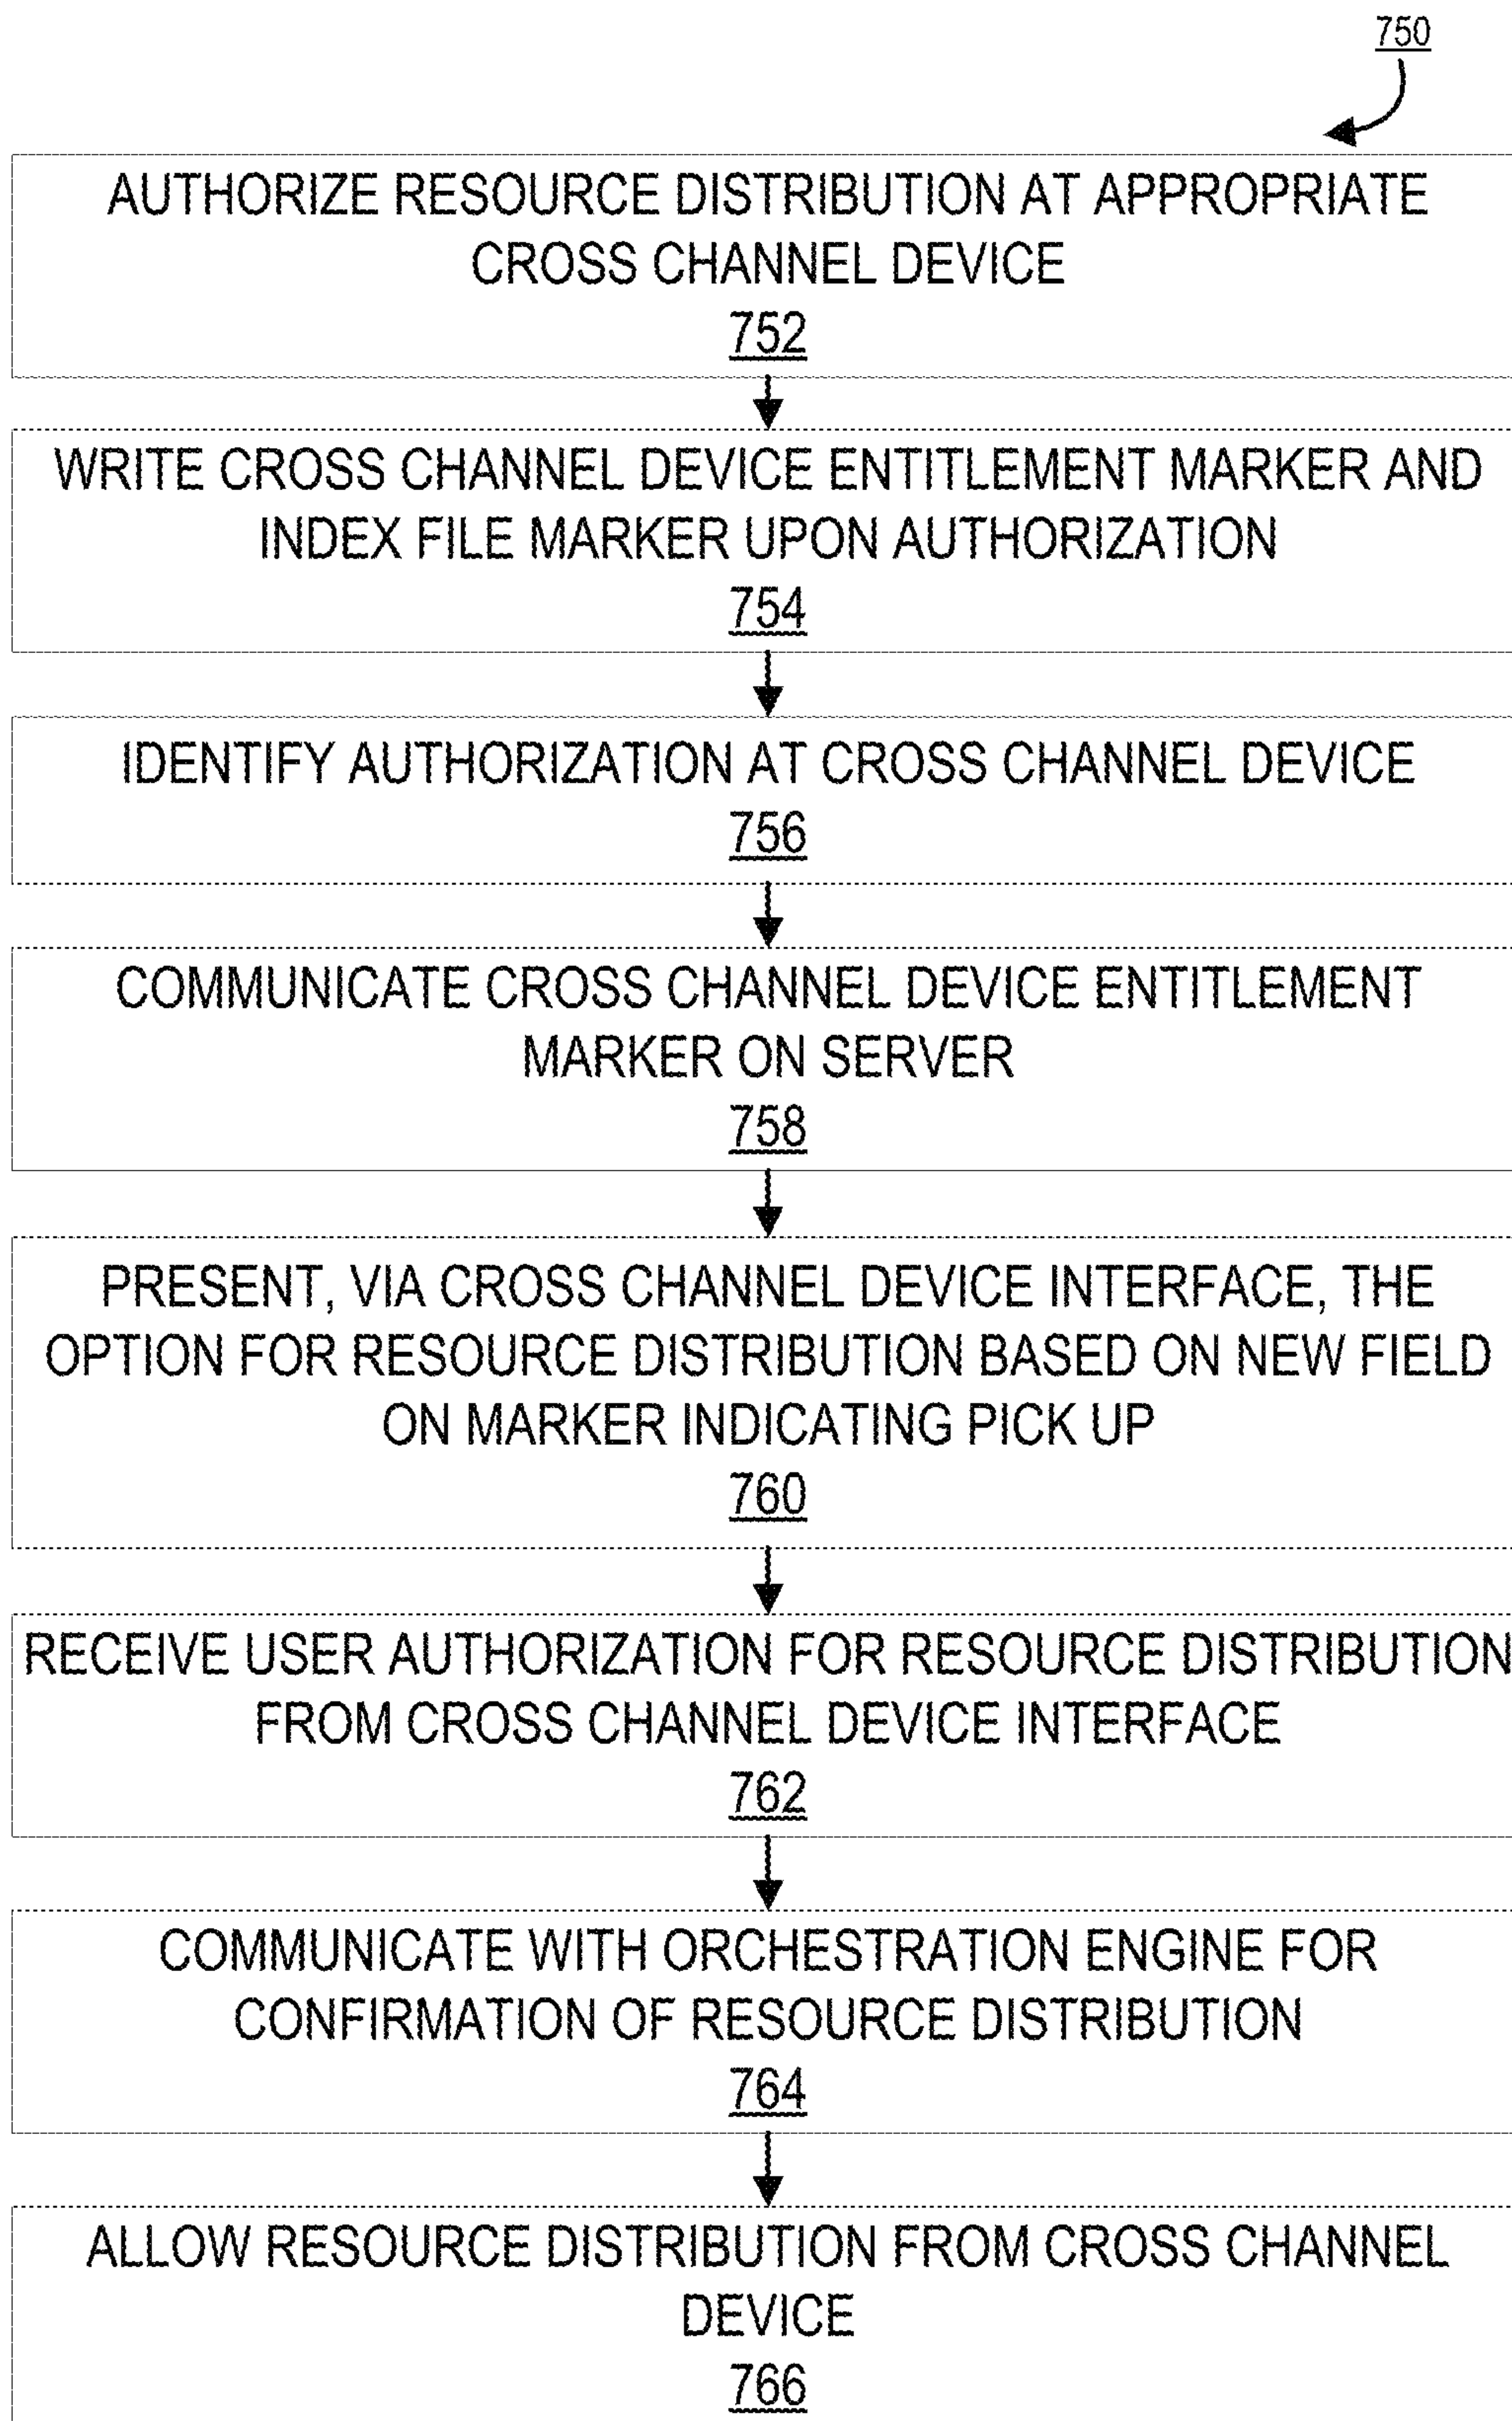 750
AUTHORIZE RESOURCE DISTRIBUTION AT APPROPRIATE
CROSS CHANNEL DEVICE
752
WRITE CROSS CHANNEL DEVICE ENTITLEMENT MARKER AND
INDEX FILE MARKER UPON AUTHORIZATION
754
IDENTIFY AUTHORIZATION AT CROSS CHANNEL DEVICE
756
COMMUNICATE CROSS CHANNEL DEVICE ENTITLEMENT
MARKER ON SERVER
758
PRESENT, VIA CROSS CHANNEL DEVICE INTERFACE, THE
OPTION FOR RESOURCE DISTRIBUTION BASED ON NEW FIELD
ON MARKER INDICATING PICK UP
760
RECEIVE USER AUTHORIZATION FOR RESOURCE DISTRIBUTION
FROM CROSS CHANNEL DEVICE INTERFACE
762
COMMUNICATE WITH ORCHESTRATION ENGINE FOR
CONFIRMATION OF RESOURCE DISTRIBUTION
764
ALLOW RESOURCE DISTRIBUTION FROM CROSS CHANNEL
DEVICE
766